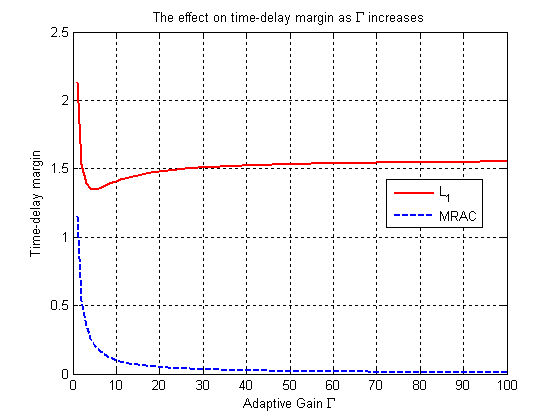 The effect on time-delay margin as Γ increases
2.5
2
1.5
1
0.5
0
Time-delay margin
L1
MRAC
0 10 20 30 40 50 60 70 80 90 100
Adaptive Gain Γ